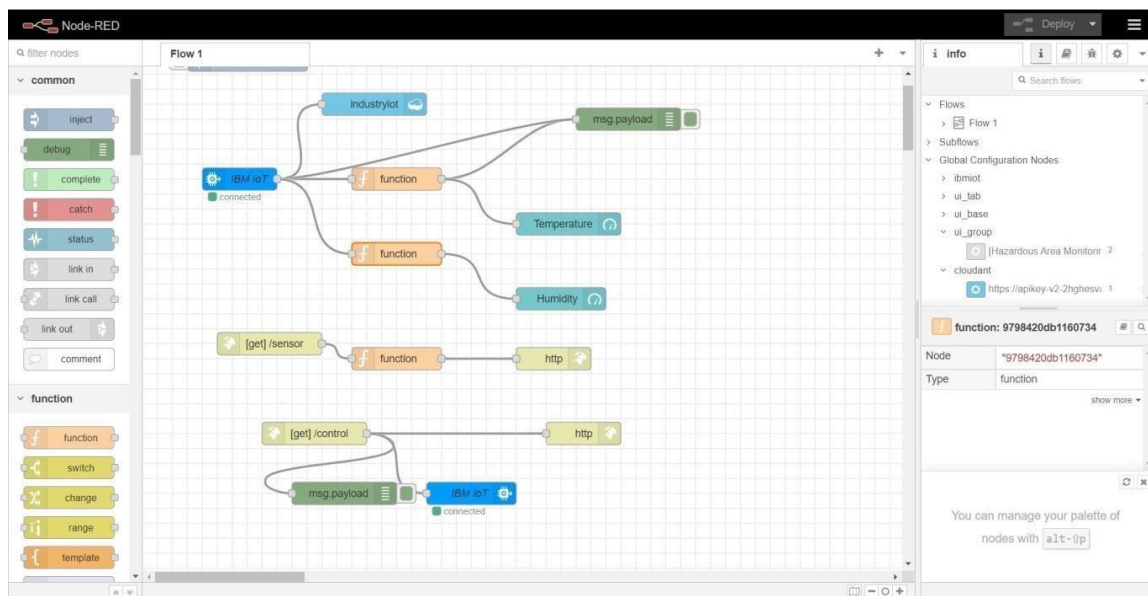 Node-RED
Deploy
filter nodes
Flow 1
info
i
Search flows
common
inject
debug
complete
catch
status
link in
link call
link out
comment
function
function
switch
change
range
template
industryiot
msg.payload
IBM IoT
connected
function
Temperature
function
Humidity
[get] /sensor
function
http
[get] /control
http
msg.payload
IBM IoT
connected
Flows
Flow 1
Subflows
Global Configuration Nodes
ibmiot
ui_tab
ui_base
ui_group
[Hazardous Area Monitorir 2
cloudant
https://apikey-v2-2hghesv 1
function: 9798420db1160734
Node "9798420db1160734"
Type function
show more
You can manage your palette of
nodes with alt-⇧p